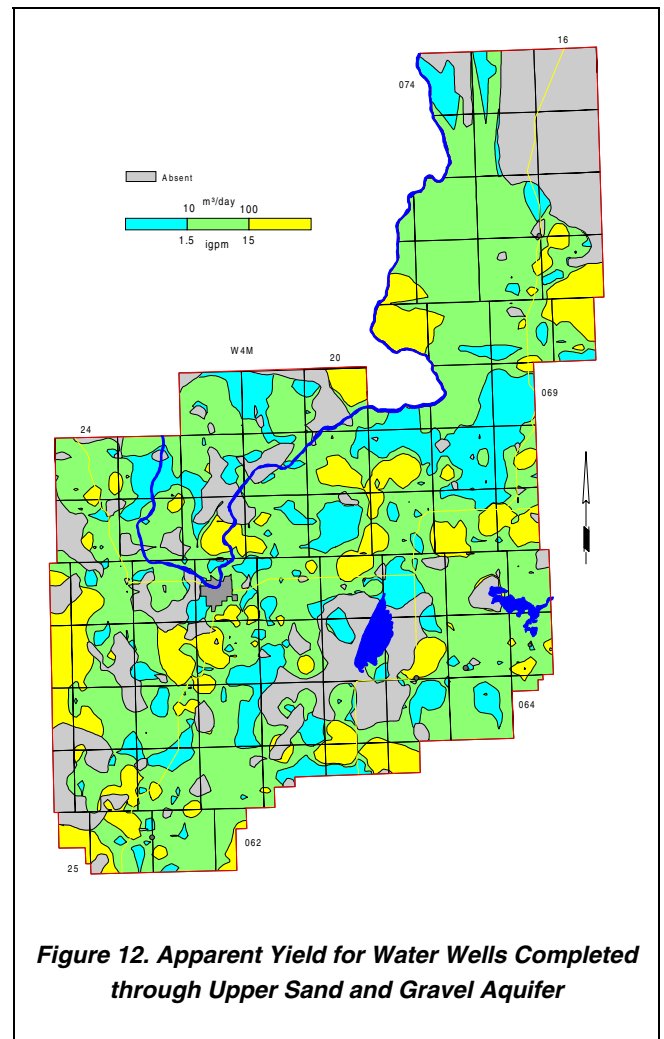 16
074
Absent
m³/day
10 100
1.5 igpm 15
W4M
20
069
24
064
062
25
Figure 12. Apparent Yield for Water Wells Completed
through Upper Sand and Gravel Aquifer